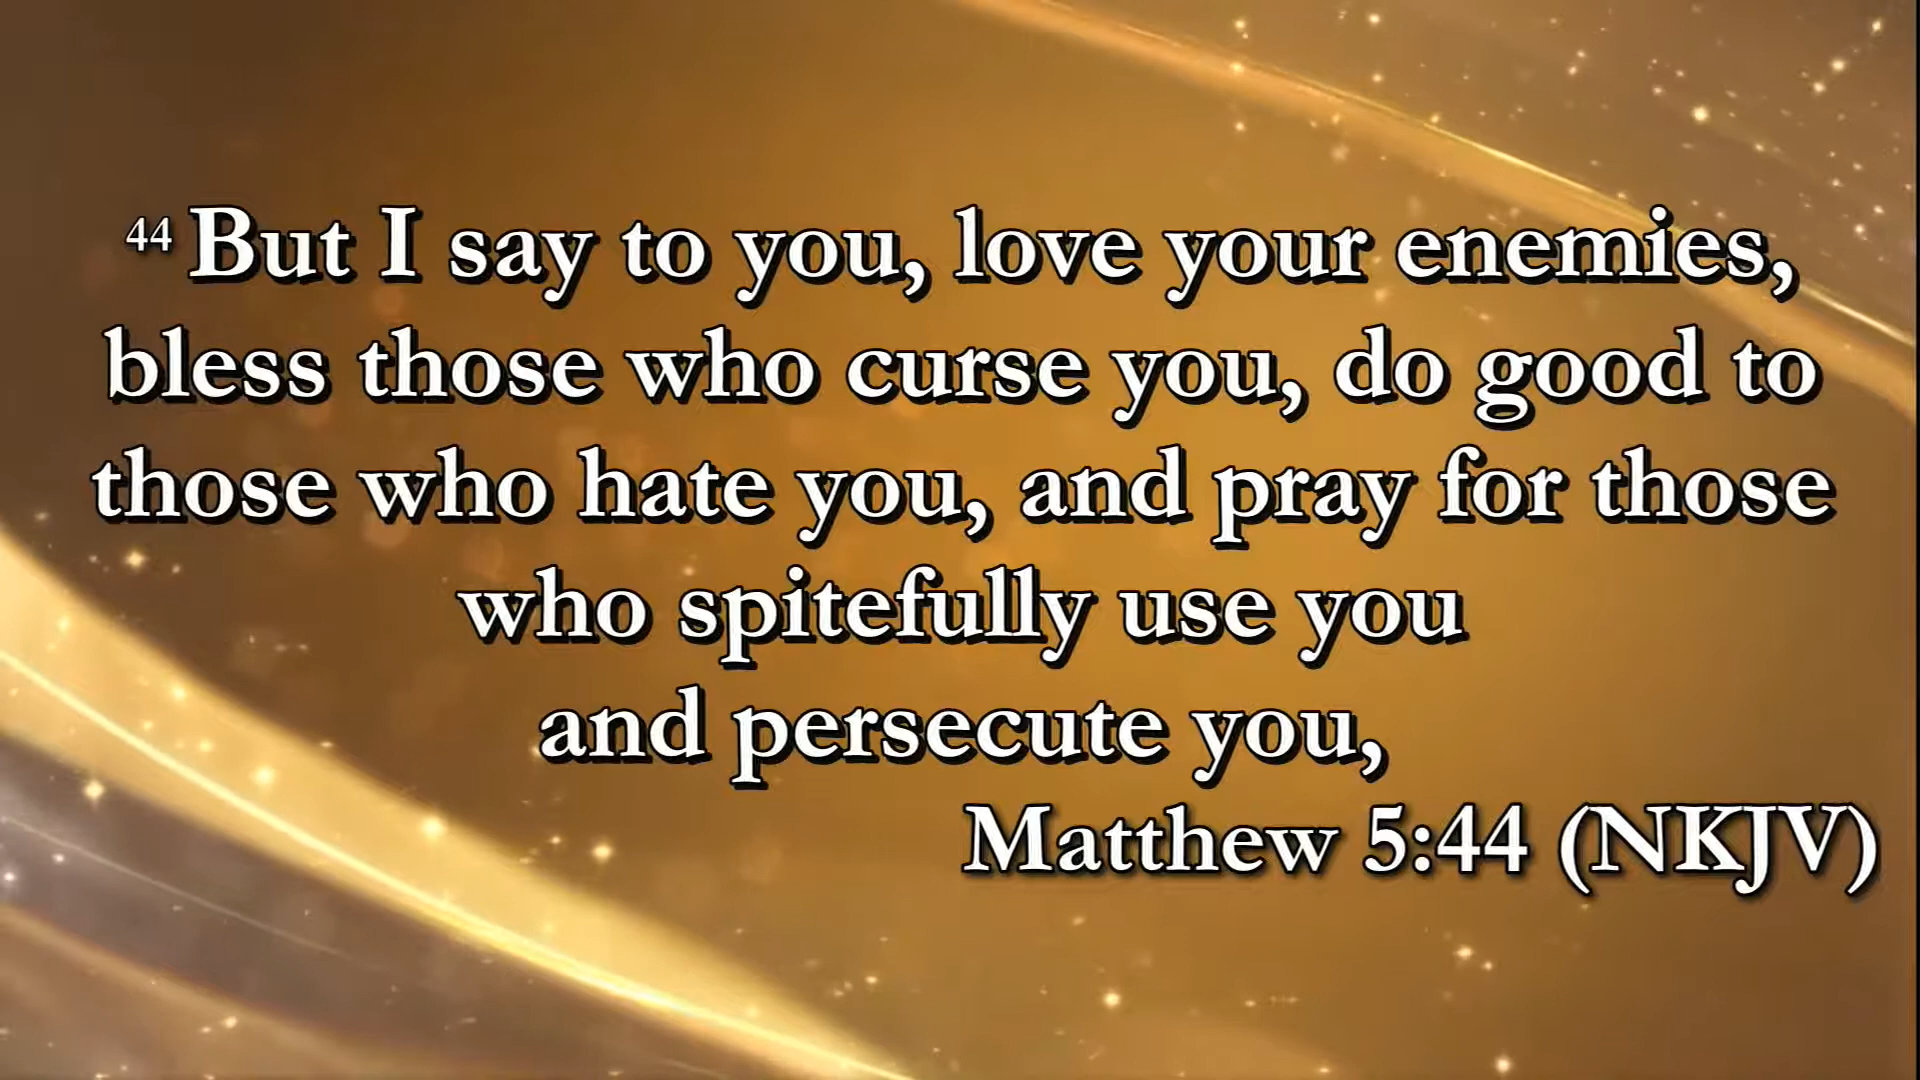 44 But I say to you, love your enemies,
bless those who curse you, do good to
those who hate you, and pray for those
who spitefully use you
and persecute you,
Matthew 5:44 (NKJV)